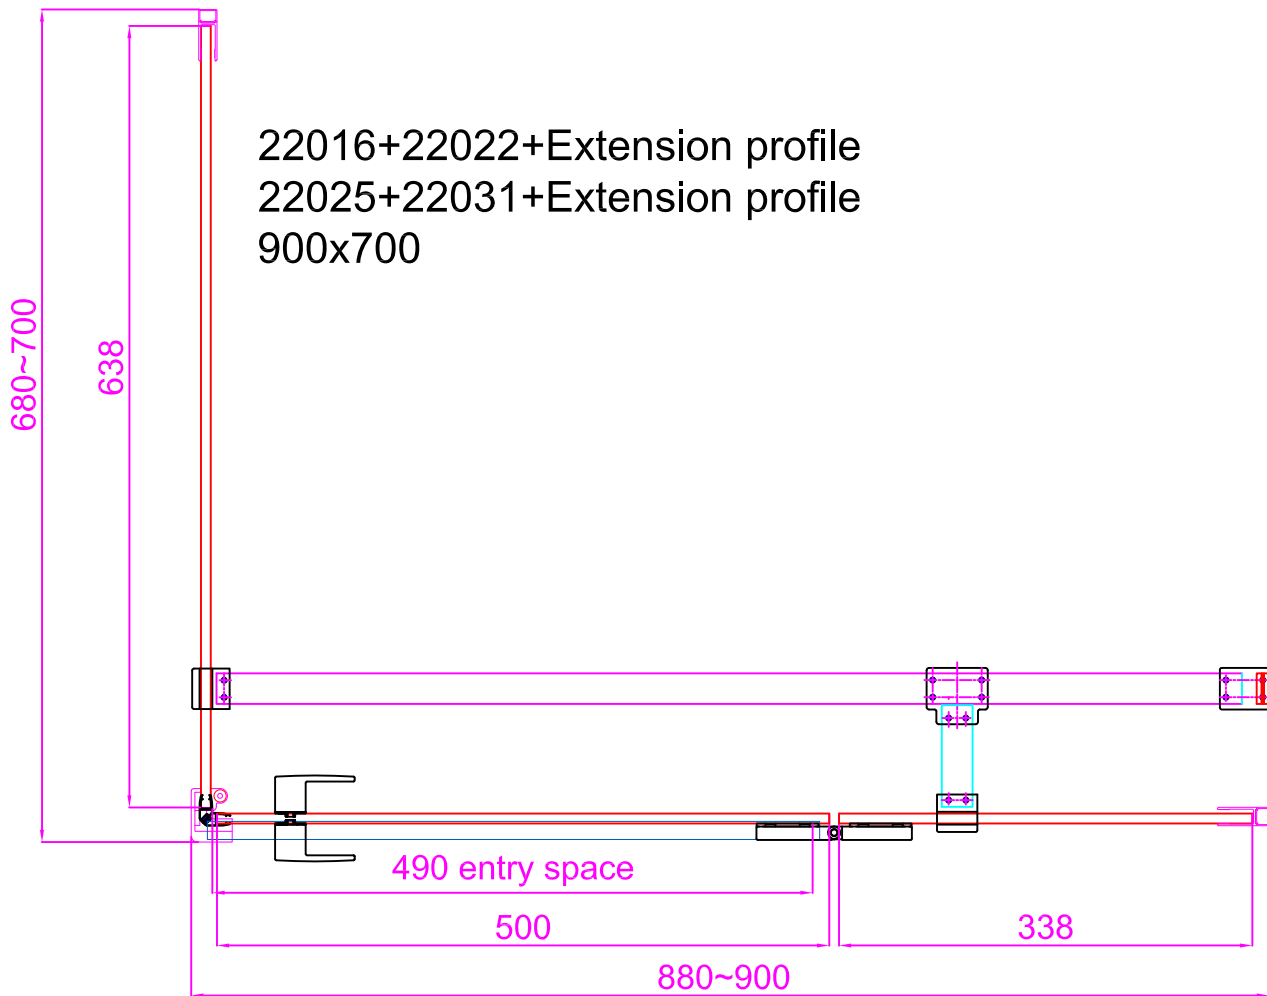 22016+22022+Extension profile
22025+22031+Extension profile
900x700
680~700
638
490 entry space
500
338
880~900